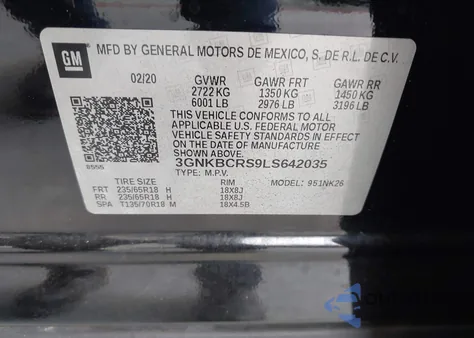 GM
MFD BY GENERAL MOTORS DE MEXICO, S. DE R.L. DE C.V.
02/20 GVWR GAWR FRT GAWR RR
2722 KG 1350 KG 1450 KG
6001 LB 2976 LB 3196 LB
THIS VEHICLE CONFORMS TO ALL
APPLICABLE U.S. FEDERAL MOTOR
VEHICLE SAFETY STANDARDS IN
EFFECT ON THE DATE OF MANUFACTURE
SHOWN ABOVE.
3GNKBCRS9LS642035
TYPE: M.P.V. MODEL: 951NK26
TIRE SIZE RIM
FRT 235/65R18 H 18X8J
RR 235/65R18 H 18X8J
SPA T135/70R18 M 18X4.5B